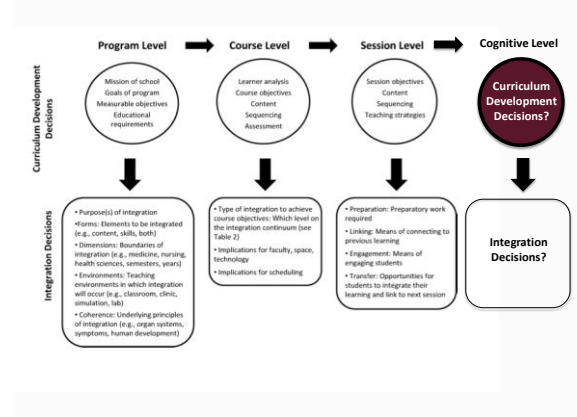 Program Level
Course Level
Session Level
Cognitive Level
Curriculum Development
Decisions
Mission of school
Goals of program
Measurable objectives
Educational
requirements
Learner analysis
Course objectives
Content
Sequencing
Assessment
Session objectives
Content
Sequencing
Teaching strategies
Curriculum
Development
Decisions?
Integration Decisions
• Purpose(s) of integration
•Forms: Elements to be integrated
(e.g., content, skills, both)
• Dimensions: Boundaries of
integration (e.g., medicine, nursing,
health sciences, semesters, years)
• Environments: Teaching
environments in which integration
will occur (e.g., classroom, clinic,
simulation, lab)
• Coherence: Underlying principles
of integration (e.g., organ systems,
symptoms, human development)
• Type of integration to achieve
course objectives: Which level on
the integration continuum (see
Table 2)
• Implications for faculty, space,
technology
• Implications for scheduling
• Preparation: Preparatory work
required
• Linking: Means of connecting to
previous learning
• Engagement: Means of
engaging students
• Transfer: Opportunities for
students to integrate their
learning and link to next session
Integration
Decisions?